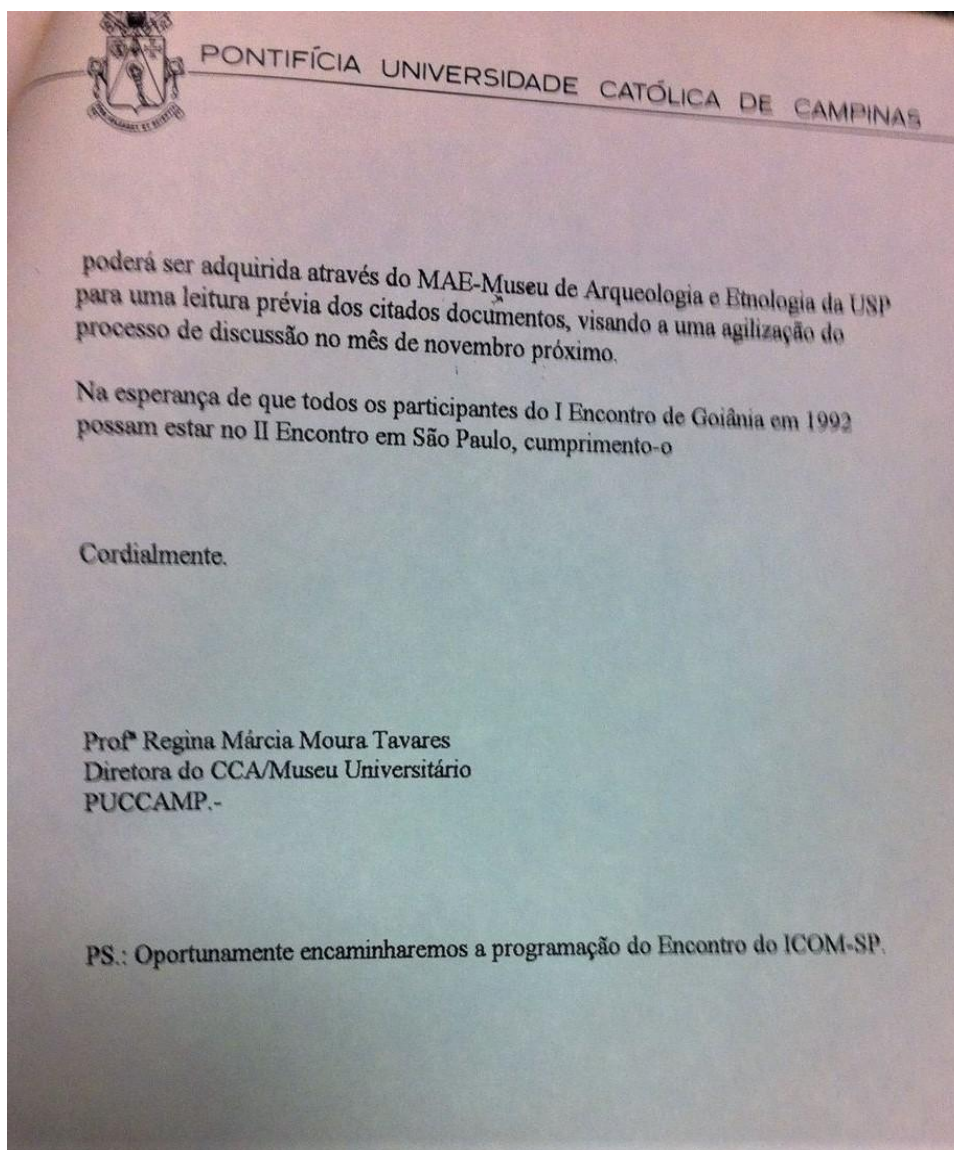 PONTIFÍCIA UNIVERSIDADE CATÓLICA DE CAMPINAS
poderá ser adquirida através do MAE-Museu de Arqueologia e Etnologia da USP
para uma leitura prévia dos citados documentos, visando a uma agilização do
processo de discussão no mês de novembro próximo.
Na esperança de que todos os participantes do I Encontro de Goiânia em 1992
possam estar no II Encontro em São Paulo, cumprimento-o
Cordialmente.
Profª Regina Márcia Moura Tavares
Diretora do CCA/Museu Universitário
PUCCAMP.-
PS.: Oportunamente encaminharemos a programação do Encontro do ICOM-SP.